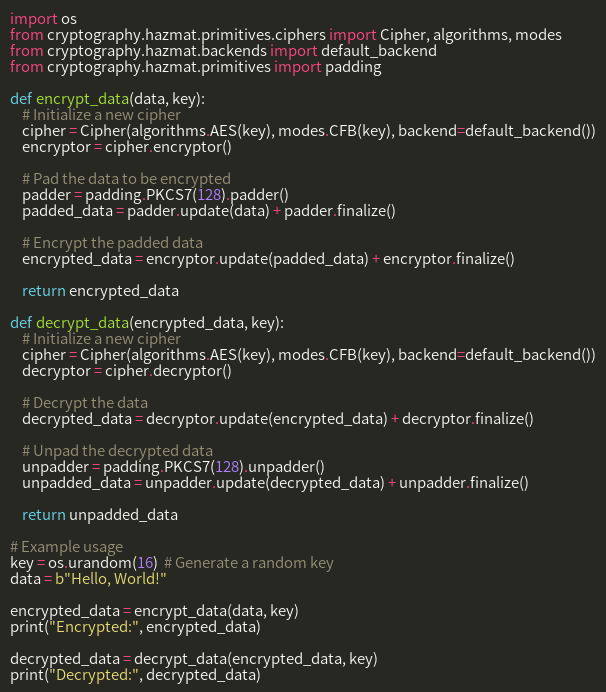 import os
from cryptography.hazmat.primitives.ciphers import Cipher, algorithms, modes
from cryptography.hazmat.backends import default_backend
from cryptography.hazmat.primitives import padding

def encrypt_data(data, key):
    # Initialize a new cipher
    cipher = Cipher(algorithms.AES(key), modes.CFB(key), backend=default_backend())
    encryptor = cipher.encryptor()

    # Pad the data to be encrypted
    padder = padding.PKCS7(128).padder()
    padded_data = padder.update(data) + padder.finalize()

    # Encrypt the padded data
    encrypted_data = encryptor.update(padded_data) + encryptor.finalize()

    return encrypted_data

def decrypt_data(encrypted_data, key):
    # Initialize a new cipher
    cipher = Cipher(algorithms.AES(key), modes.CFB(key), backend=default_backend())
    decryptor = cipher.decryptor()

    # Decrypt the data
    decrypted_data = decryptor.update(encrypted_data) + decryptor.finalize()

    # Unpad the decrypted data
    unpadder = padding.PKCS7(128).unpadder()
    unpadded_data = unpadder.update(decrypted_data) + unpadder.finalize()

    return unpadded_data

# Example usage
key = os.urandom(16)  # Generate a random key
data = b"Hello, World!"

encrypted_data = encrypt_data(data, key)
print("Encrypted:", encrypted_data)

decrypted_data = decrypt_data(encrypted_data, key)
print("Decrypted:", decrypted_data)